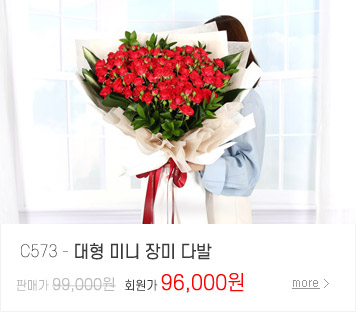 C573 - 대형 미니 장미 다발
판매가 99,000원 회원가 96,000원 more >